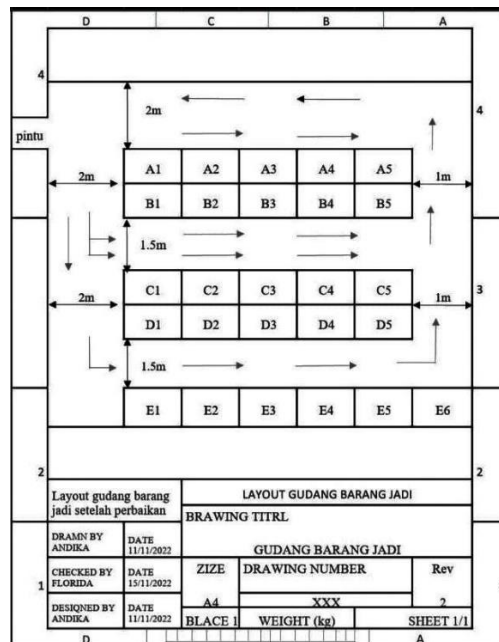 D C B A
4 4
2m
pintu
A1 A2 A3 A4 A5
2m 1m
B1 B2 B3 B4 B5
1.5m
3
C1 C2 C3 C4 C5
2m 1m
D1 D2 D3 D4 D5
1.5m
E1 E2 E3 E4 E5 E6
2 2
Layout gudang barang
jadi setelah perbaikan
LAYOUT GUDANG BARANG JADI
BRAWING TITRL
GUDANG BARANG JADI
DRAMN BY
ANDIKA
DATE
11/11/2022
CHECKED BY
FLORIDA
DATE
15/11/2022
ZIZE DRAWING NUMBER Rev
1
A4 XXX 2
DESIGNED BY
ANDIKA
DATE
11/11/2022
BLACE 1 WEIGHT (kg) SHEET 1/1
D A